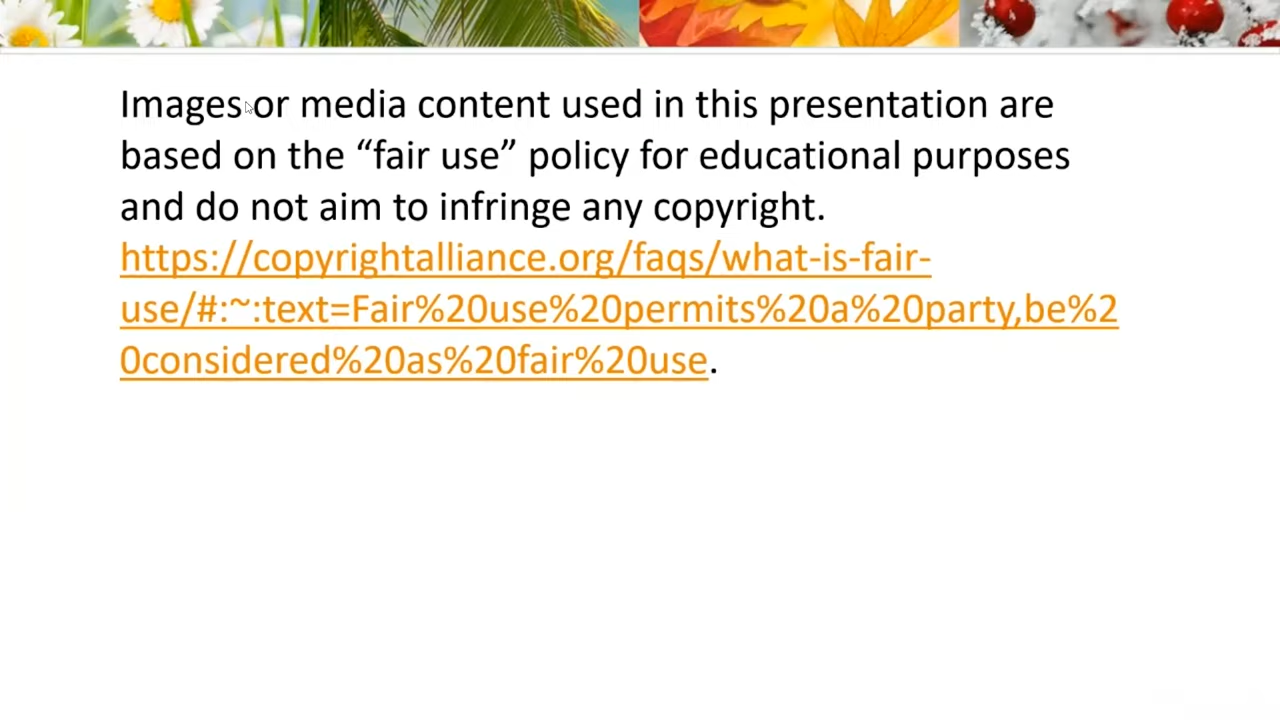 Images or media content used in this presentation are
based on the “fair use” policy for educational purposes
and do not aim to infringe any copyright.
https://copyrightalliance.org/faqs/what-is-fair-
use/#:~:text=Fair%20use%20permits%20a%20party,be%2
0considered%20as%20fair%20use.